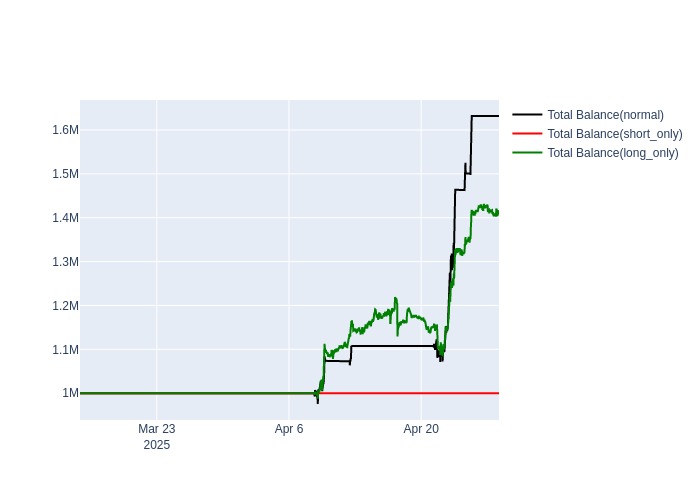 1.6M
1.5M
1.4M
1.3M
1.2M
1.1M
1M
Mar 23
2025
Apr 6
Apr 20
Total Balance(normal)
Total Balance(short_only)
Total Balance(long_only)